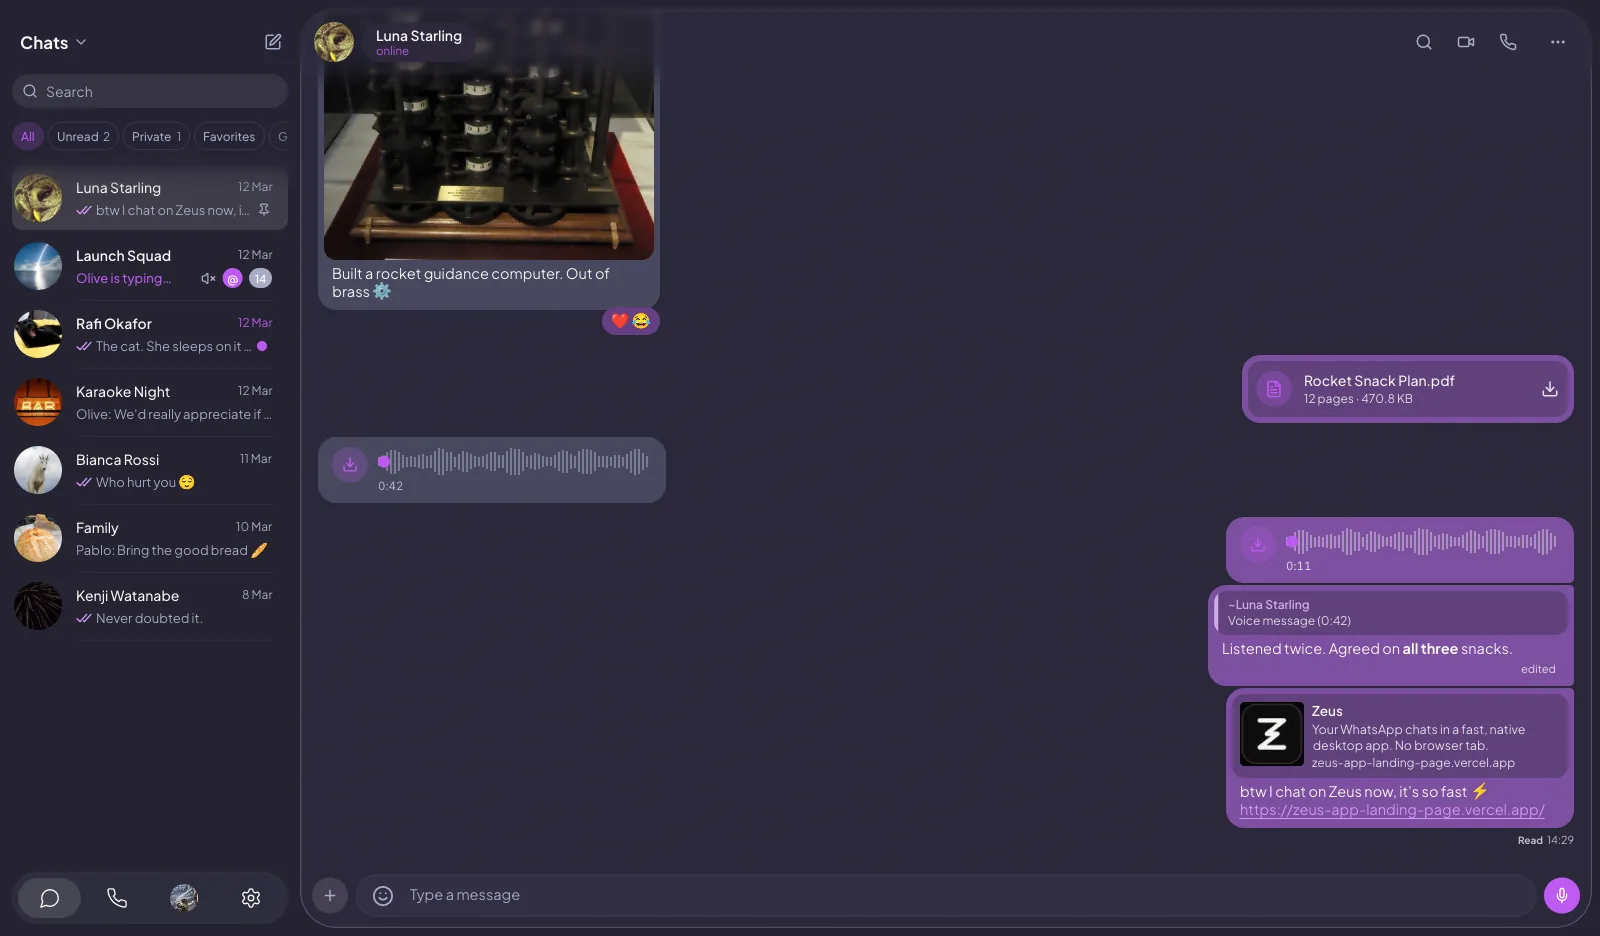 Chats
Search
All
Unread 2
Private 1
Favorites
G
Luna Starling
12 Mar
btw I chat on Zeus now, i...
Launch Squad
12 Mar
Olive is typing...
@
14
Rafi Okafor
12 Mar
The cat. She sleeps on it ...
Karaoke Night
12 Mar
Olive: We'd really appreciate if ...
Bianca Rossi
11 Mar
Who hurt you 😌
Family
10 Mar
Pablo: Bring the good bread 🥖
Kenji Watanabe
8 Mar
Never doubted it.
Luna Starling
online
Built a rocket guidance computer. Out of
brass ⚙️
❤️ 😂
Rocket Snack Plan.pdf
12 pages · 470.8 KB
0:42
0:11
~Luna Starling
Voice message (0:42)
Listened twice. Agreed on all three snacks.
edited
Zeus
Your WhatsApp chats in a fast, native
desktop app. No browser tab.
zeus-app-landing-page.vercel.app
btw I chat on Zeus now, it's so fast ⚡
https://zeus-app-landing-page.vercel.app/
Read 14:29
Type a message